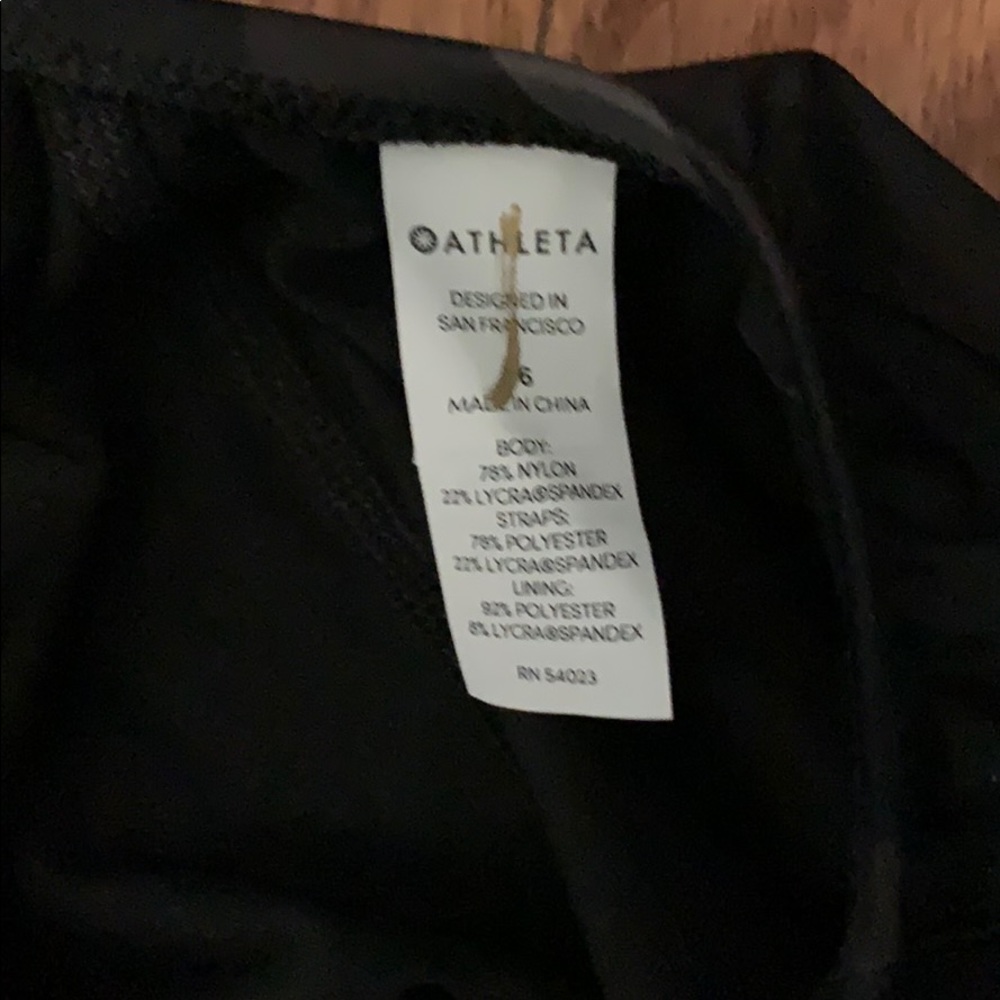 ATHLETA
DESIGNED IN
SAN FRANCISCO
6
MADE IN CHINA
BODY:
78% NYLON
22% LYCRA®SPANDEX
STRAPS:
78% POLYESTER
22% LYCRA®SPANDEX
LINING:
92% POLYESTER
8% LYCRA®SPANDEX
RN 54023